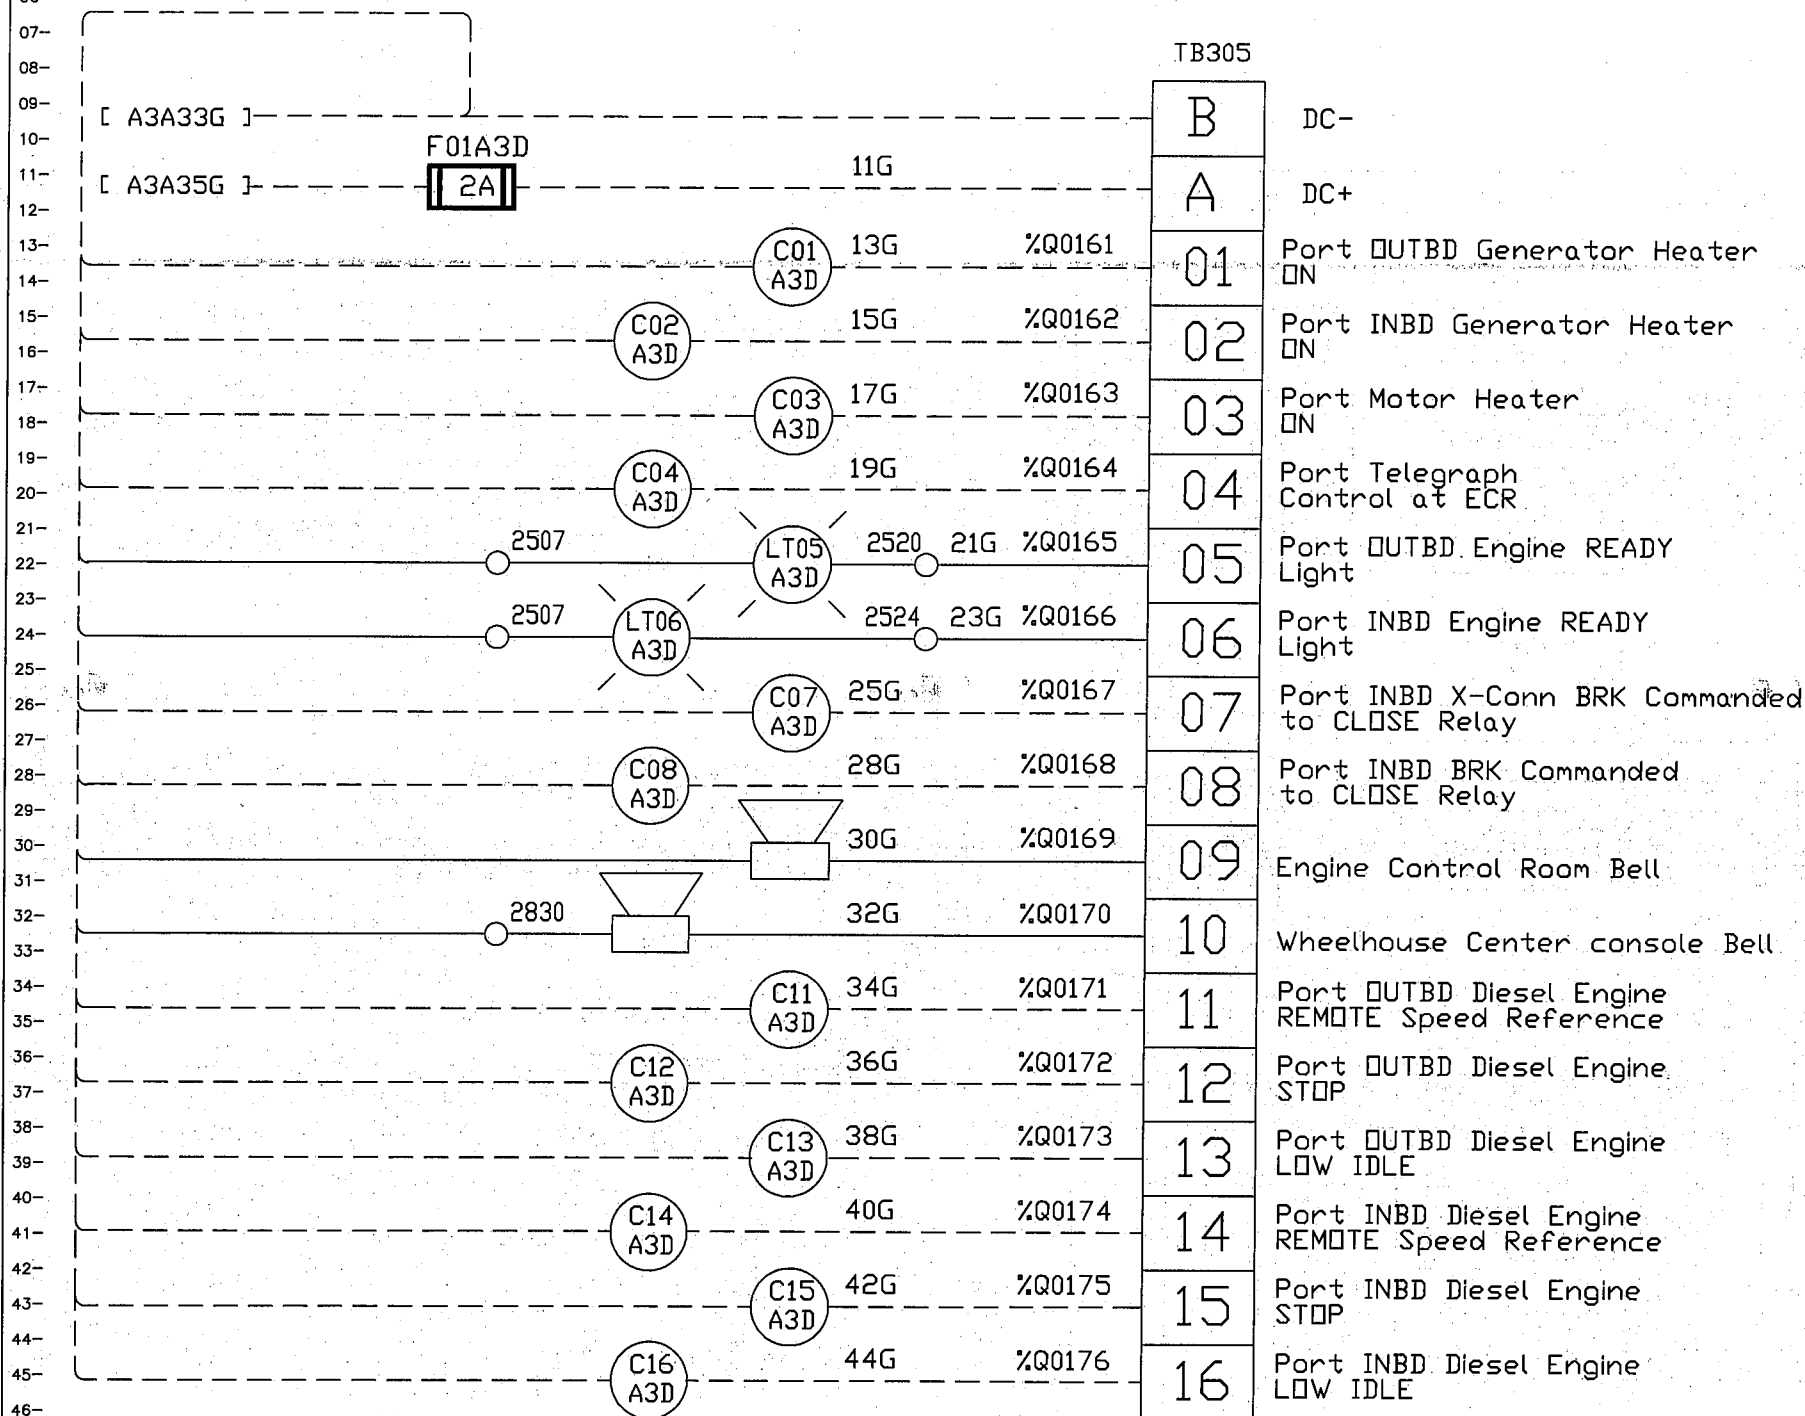 07-
TB305
08-
09-
[ A3A33G ]
B
DC-
10-
F01A3D
11-
[ A3A35G ]
2A
11G
A
DC+
12-
13-
C01
A3D
13G
%Q0161
01
Port OUTBD Generator Heater
ON
14-
15-
C02
A3D
15G
%Q0162
02
Port INBD Generator Heater
ON
16-
17-
C03
A3D
17G
%Q0163
03
Port Motor Heater
ON
18-
19-
C04
A3D
19G
%Q0164
04
Port Telegraph
Control at ECR
20-
21-
2507
LT05
A3D
2520
21G
%Q0165
05
Port OUTBD Engine READY
Light
22-
23-
2507
LT06
A3D
2524
23G
%Q0166
06
Port INBD Engine READY
Light
24-
25-
C07
A3D
25G
%Q0167
07
Port INBD X-Conn BRK Commanded
to CLOSE Relay
26-
27-
28-
C08
A3D
28G
%Q0168
08
Port INBD BRK Commanded
to CLOSE Relay
29-
30-
30G
%Q0169
09
Engine Control Room Bell
31-
32-
2830
32G
%Q0170
10
Wheelhouse Center console Bell
33-
34-
C11
A3D
34G
%Q0171
11
Port OUTBD Diesel Engine
REMOTE Speed Reference
35-
36-
C12
A3D
36G
%Q0172
12
Port OUTBD Diesel Engine
STOP
37-
38-
C13
A3D
38G
%Q0173
13
Port OUTBD Diesel Engine
LOW IDLE
39-
40-
C14
A3D
40G
%Q0174
14
Port INBD Diesel Engine
REMOTE Speed Reference
41-
42-
C15
A3D
42G
%Q0175
15
Port INBD Diesel Engine
STOP
43-
44-
C16
A3D
44G
%Q0176
16
Port INBD Diesel Engine
LOW IDLE
45-
46-